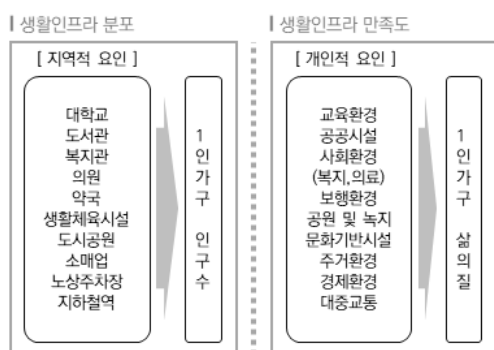 생활인프라 분포
[ 지역적 요인 ]
대학교
도서관
복지관
의원
약국
생활체육시설
도시공원
소매업
노상주차장
지하철역
1
인
가
구
인
구
수
생활인프라 만족도
[ 개인적 요인 ]
교육환경
공공시설
사회환경
(복지,의료)
보행환경
공원 및 녹지
문화기반시설
주거환경
경제환경
대중교통
1
인
가
구
삶
의
질